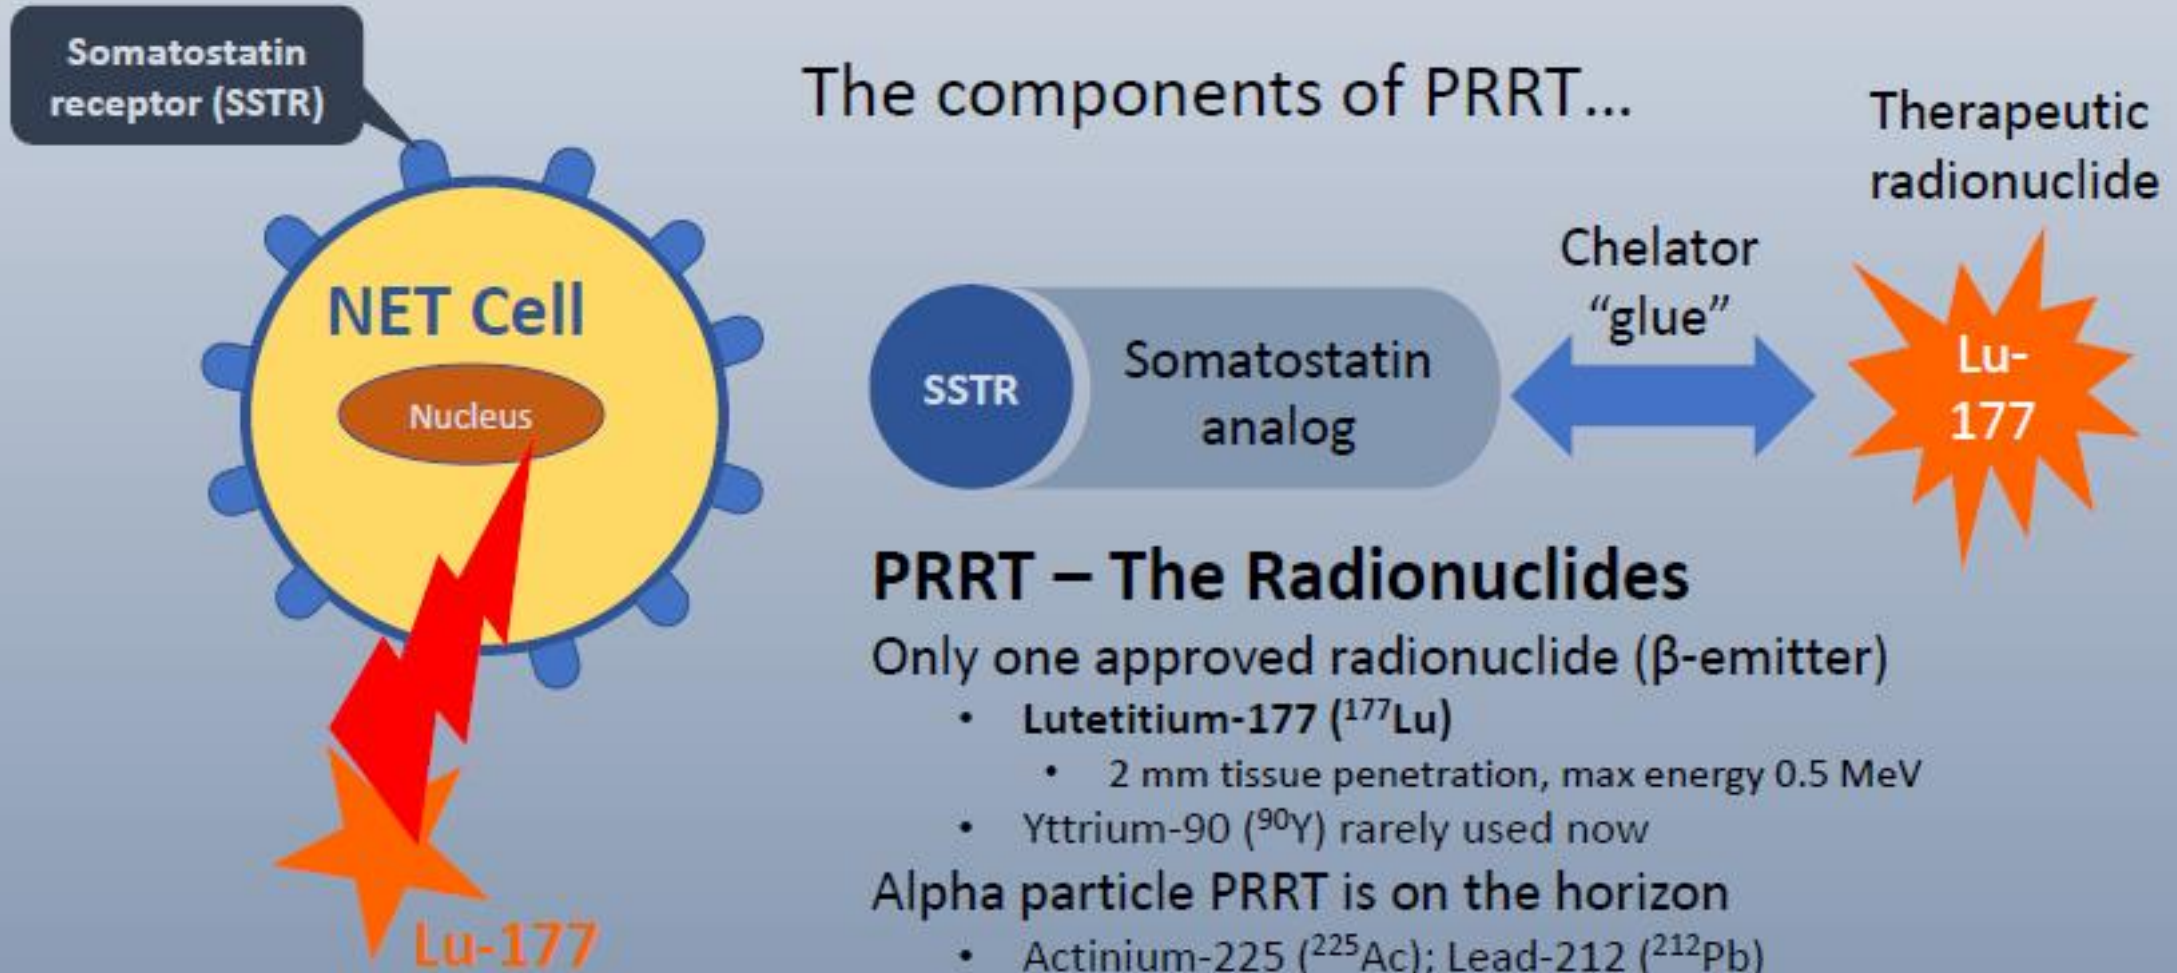 Somatostatin
receptor (SSTR)
The components of PRRT...
Therapeutic
radionuclide
Chelator
“glue”
NET Cell
Nucleus
SSTR
Somatostatin
analog
Lu-
177
PRRT – The Radionuclides
Only one approved radionuclide (β-emitter)
• Lutetitium-177 (¹⁷⁷Lu)
• 2 mm tissue penetration, max energy 0.5 MeV
• Yttrium-90 (⁹⁰Y) rarely used now
Alpha particle PRRT is on the horizon
• Actinium-225 (²²⁵Ac); Lead-212 (²¹²Pb)
Lu-177